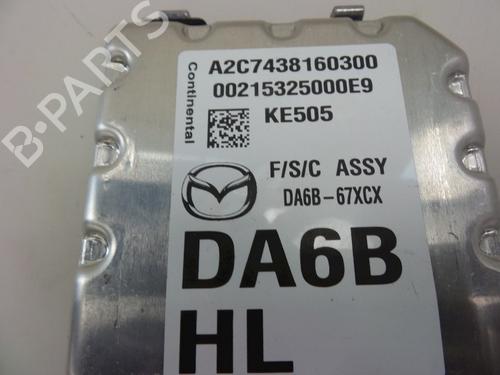 Continental
A2C7438160300
00215325000E9
KE505
F/S/C ASSY
DA6B-67XCX
DA6B
HL
B-PARTS